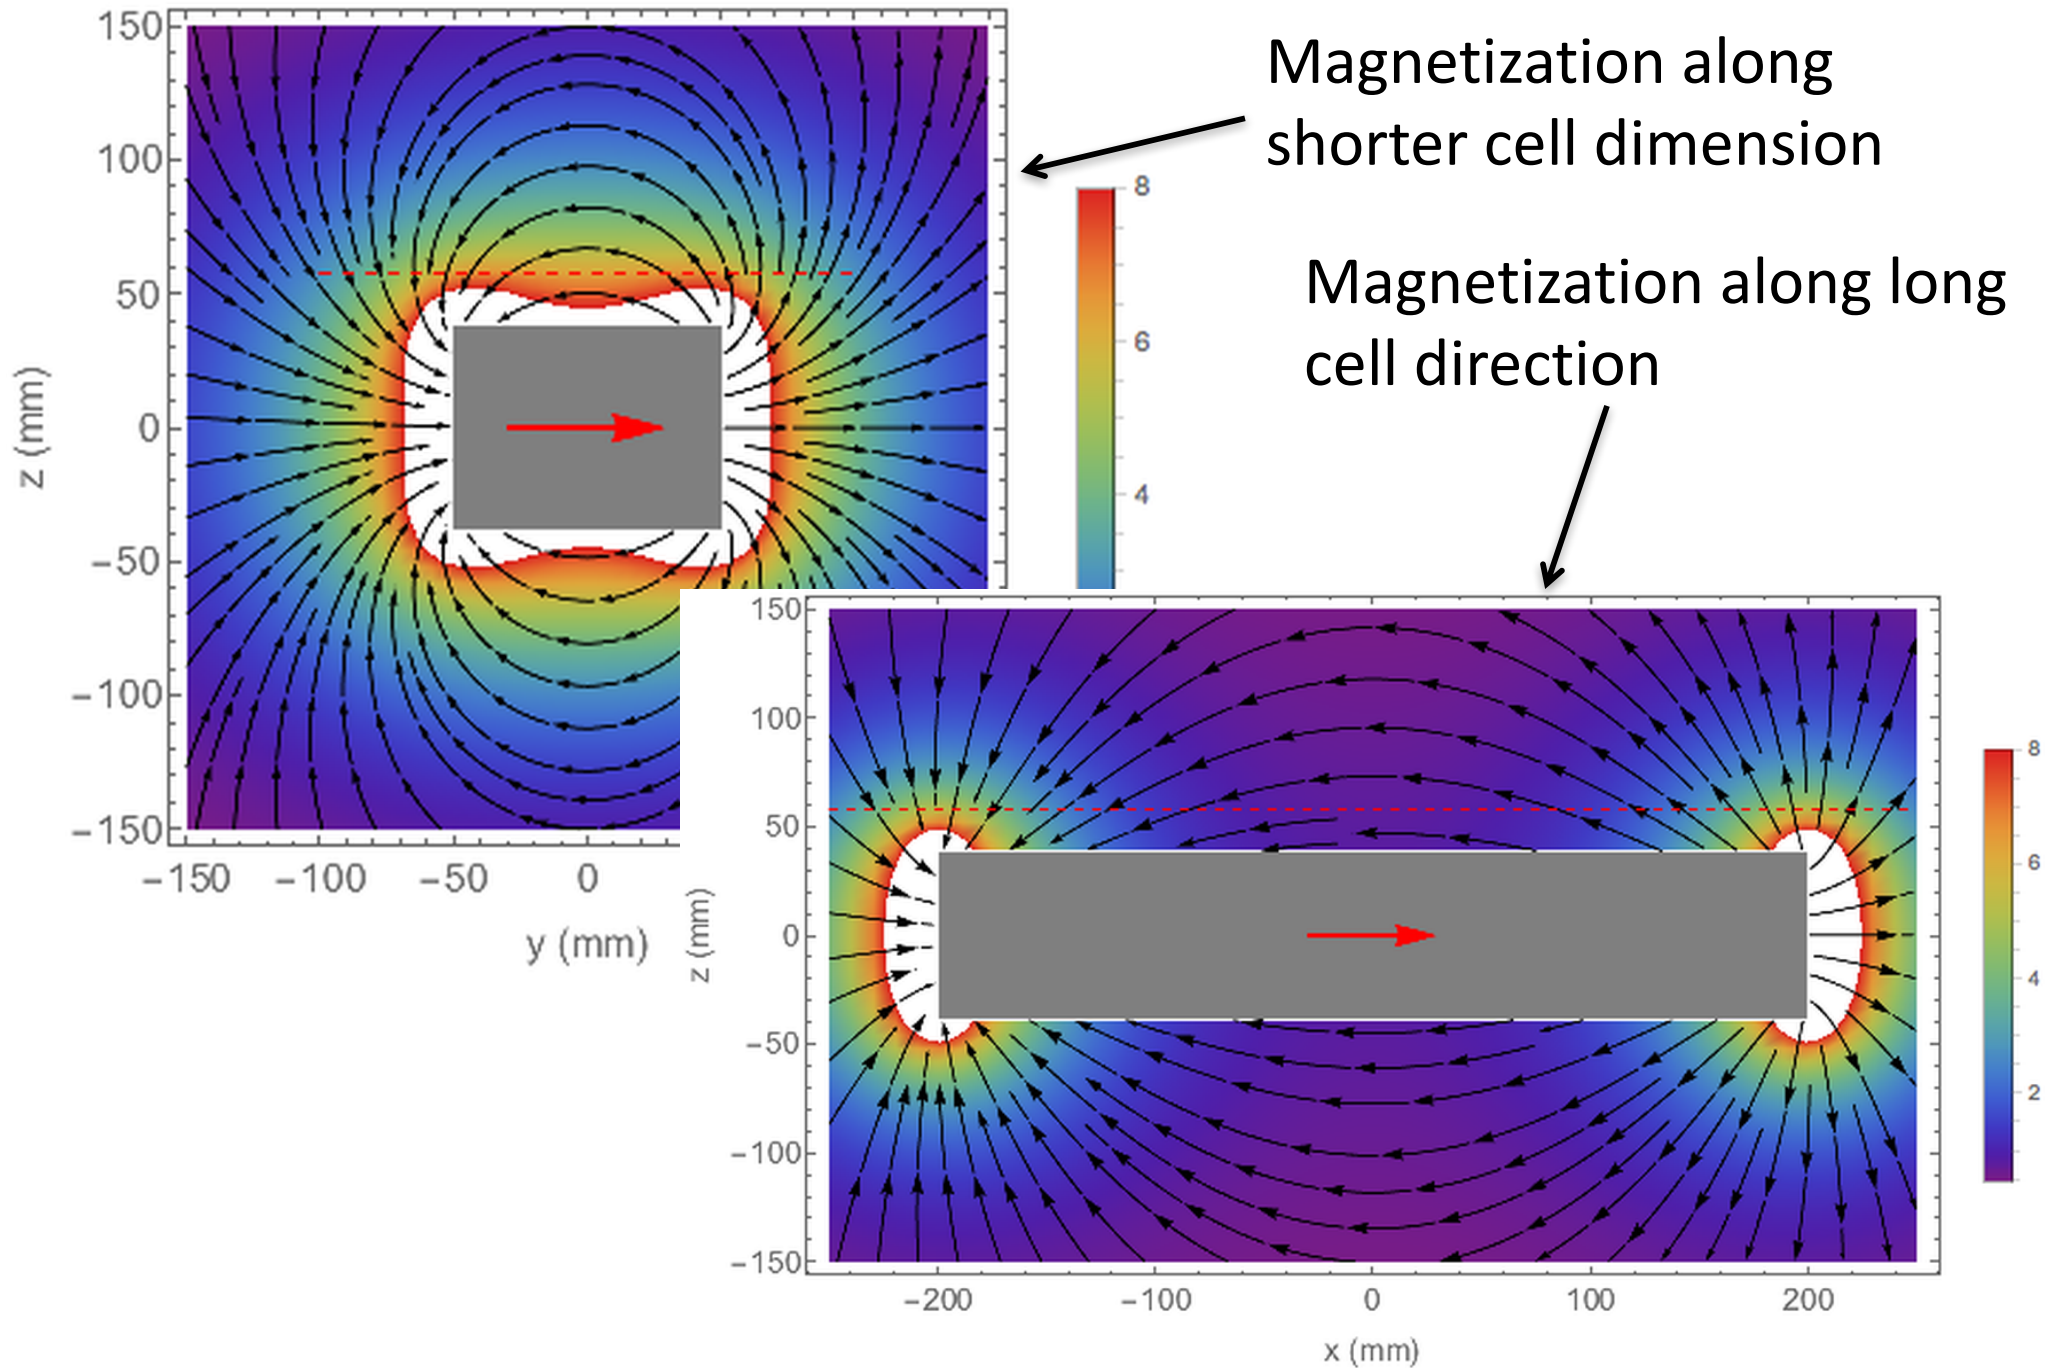 Magnetization along
shorter cell dimension
Magnetization along long
cell direction
150
100
50
0
−50
−100
−150
z (mm)
−150 −100 −50 0
y (mm)
8
6
4
150
100
50
0
−50
−100
−150
z (mm)
−200 −100 0 100 200
x (mm)
8
6
4
2